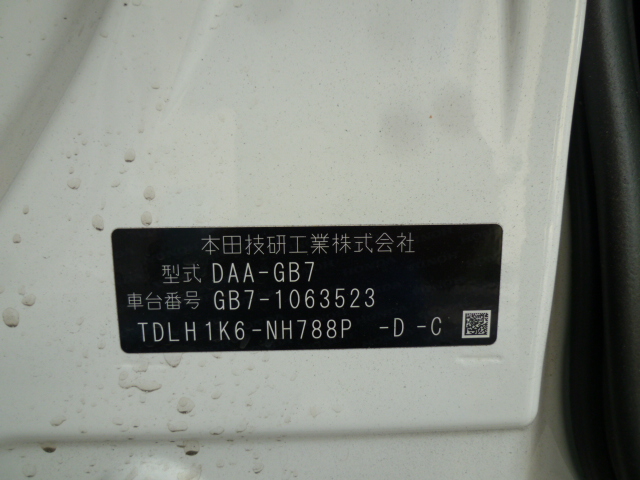 本田技研工業株式会社
型式 DAA-GB7
車台番号 GB7-1063523
TDLH1K6-NH788P -D -C